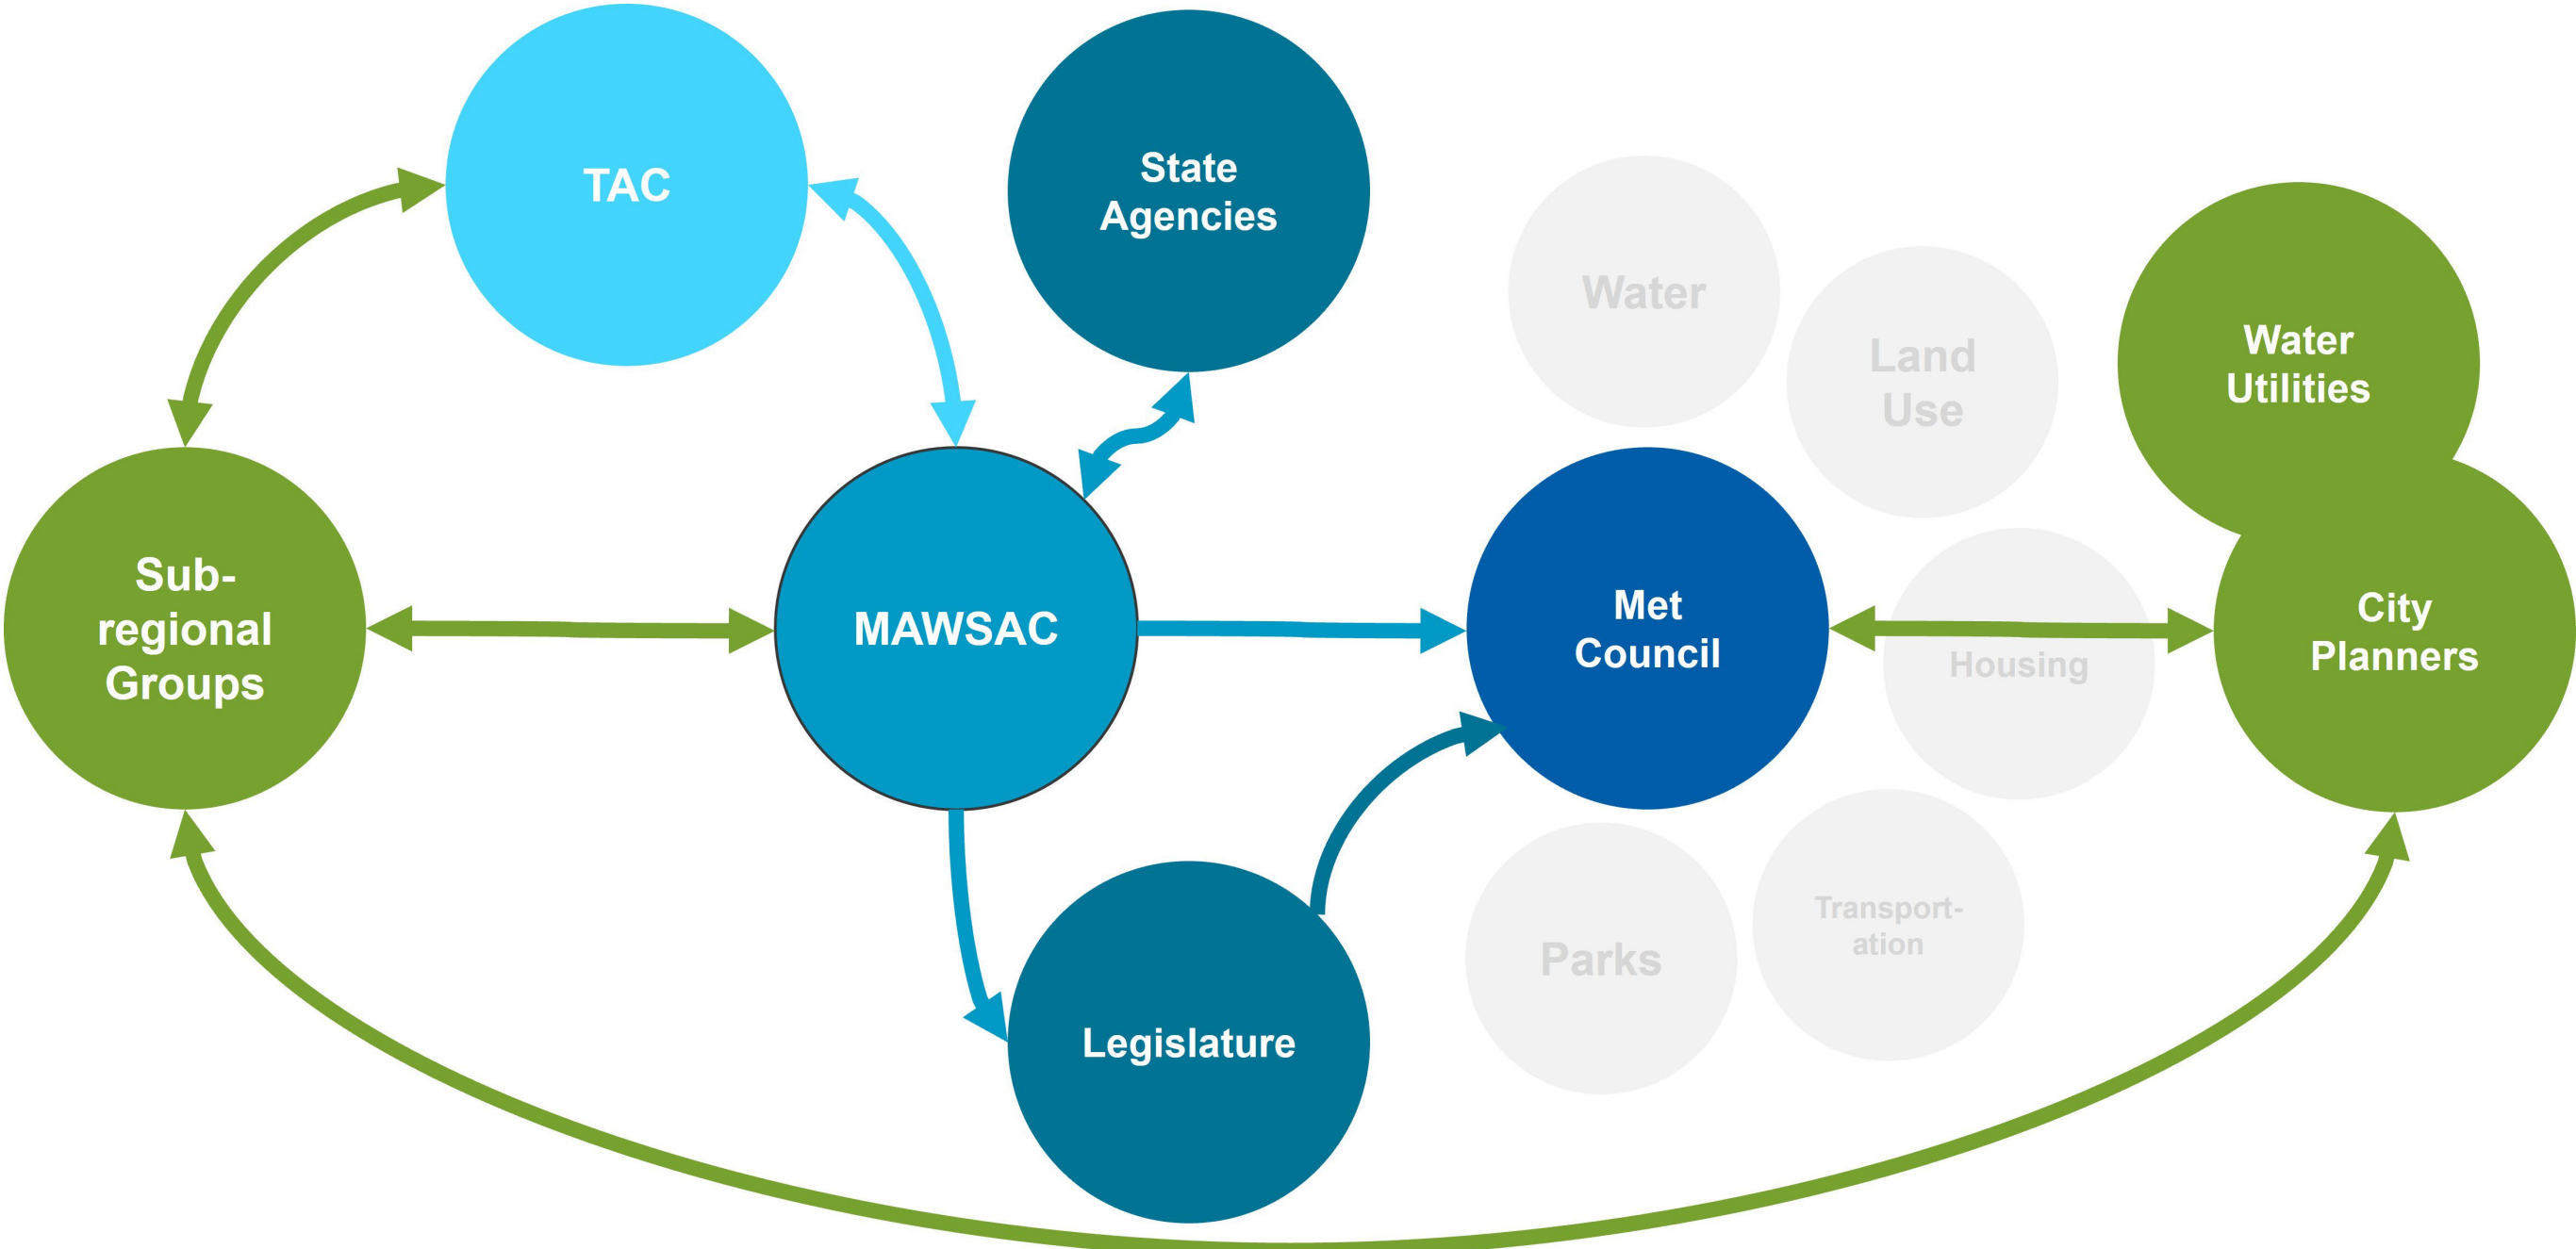 TAC
State
Agencies
Water
Land
Use
Water
Utilities
Sub-
regional
Groups
MAWSAC
Met
Council
Housing
City
Planners
Legislature
Parks
Transport-
ation